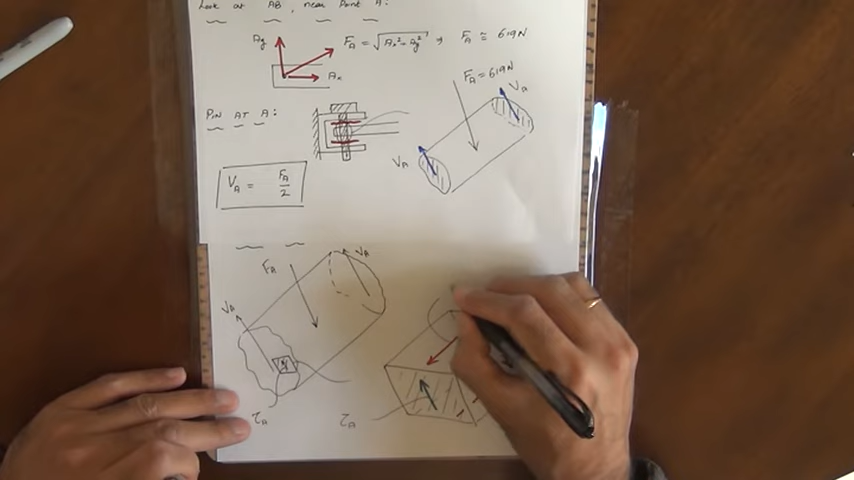 Look at AB, near Point A:
Ay
FA = √Ax²-Ay² → FA ≅ 619N
Ax
FA = 619N
VA
PIN AT A:
VA
VA = FA/2
FA
VA
VA
τA
τA